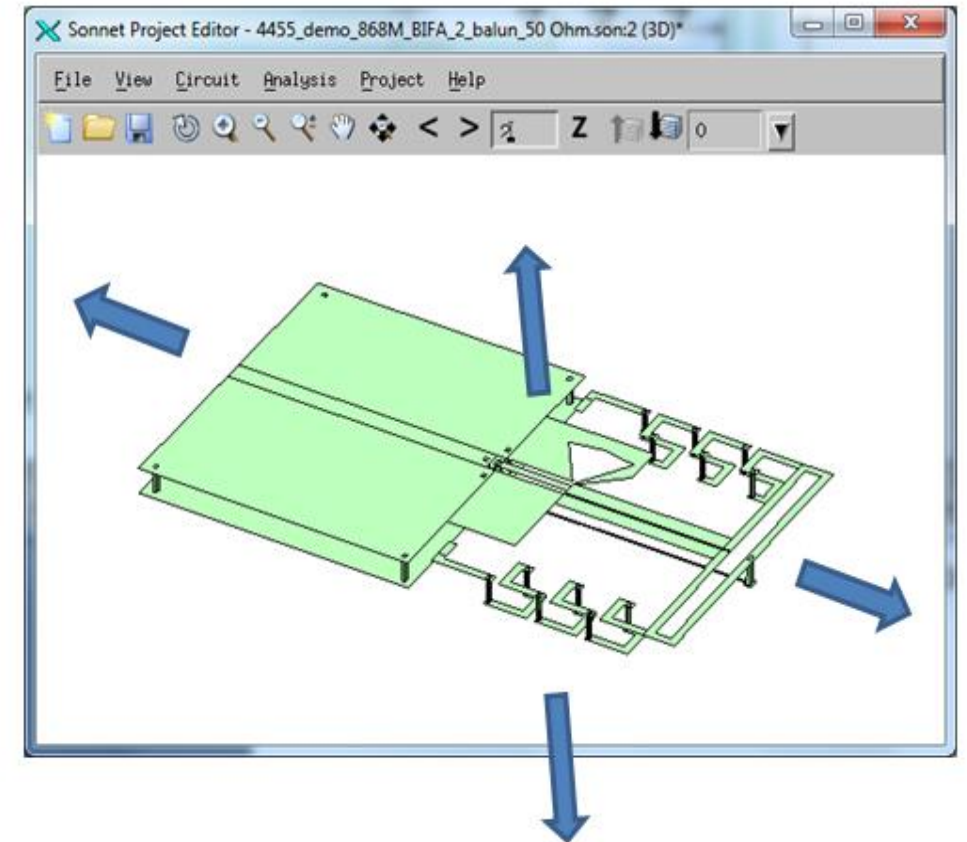 Sonnet Project Editor - 4455_demo_868M_BIFA_2_balun_50 Ohm.son:2 (3D)*
File View Circuit Analysis Project Help
< > Z 0